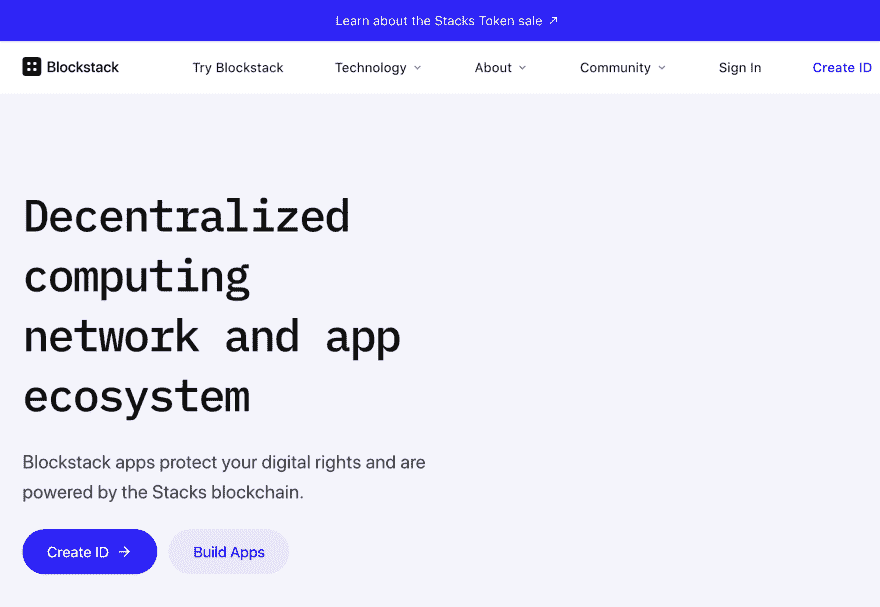 Learn about the Stacks Token sale ↗
Blockstack Try Blockstack Technology About Community Sign In Create ID
Decentralized
computing
network and app
ecosystem
Blockstack apps protect your digital rights and are
powered by the Stacks blockchain.
Create ID → Build Apps